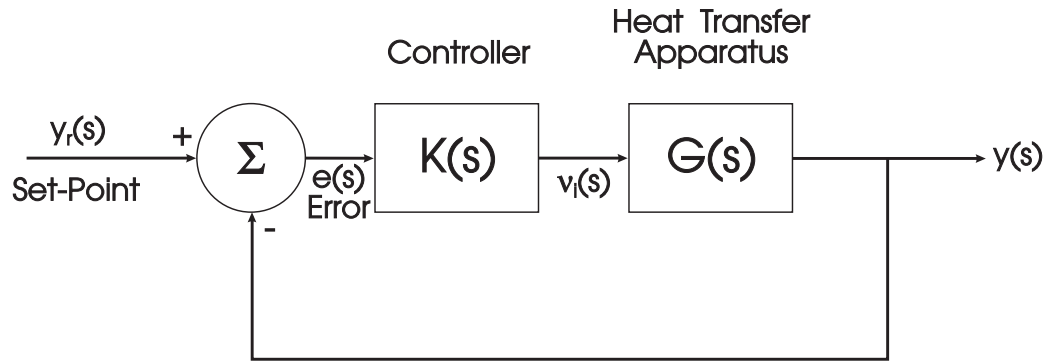 Heat Transfer
Apparatus
Controller
yᵣ(s)
+
Σ
K(s)
G(s)
y(s)
Set-Point
e(s)
Error
νᵢ(s)
-